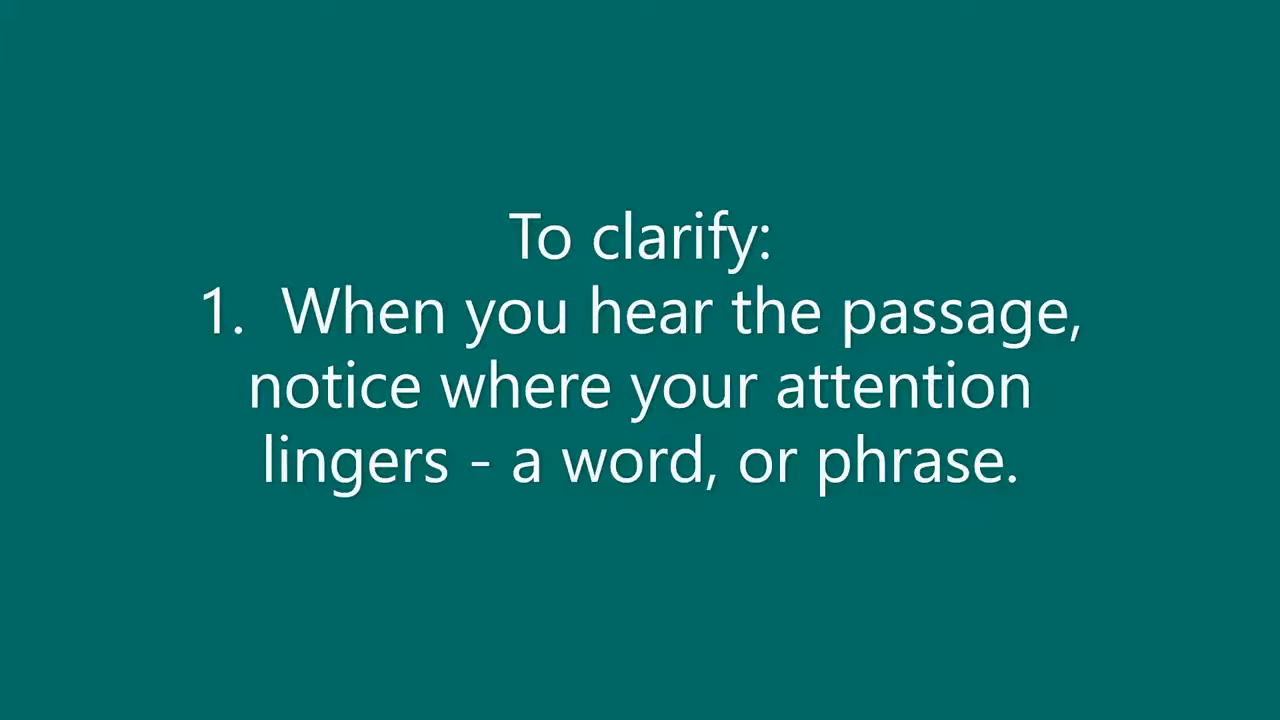 To clarify:
1.  When you hear the passage,
notice where your attention
lingers - a word, or phrase.